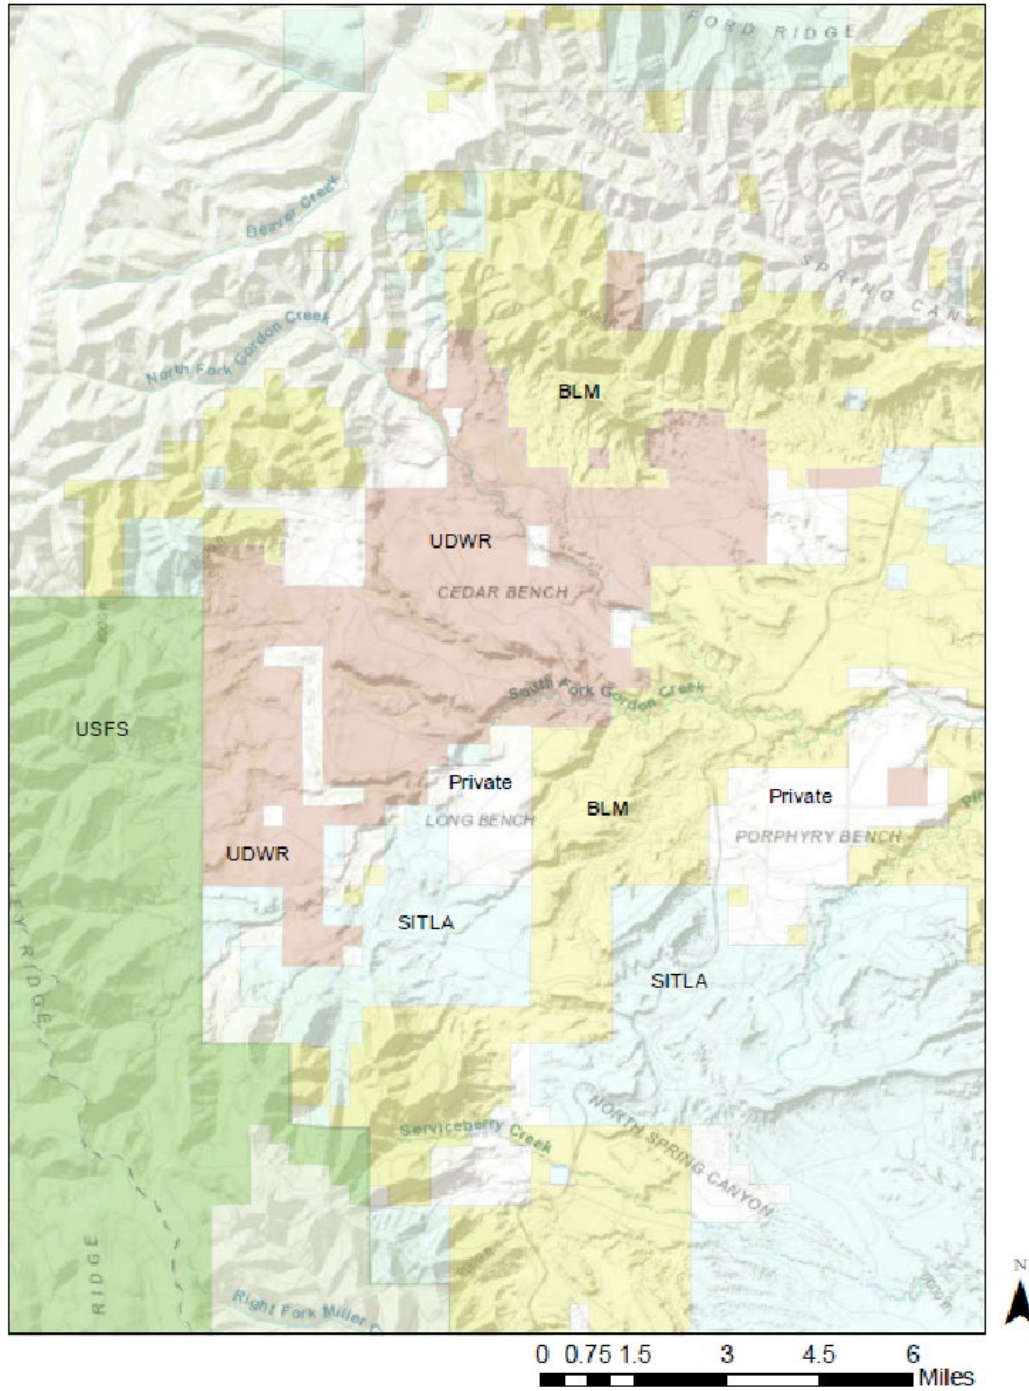 FORD RIDGE
Beaver Creek
SPRING CANY
North Fork Gordon Creek
BLM
UDWR
CEDAR BENCH
South Fork Gordon Creek
USFS
Private
Private
BLM
LONG BENCH
PORPHYRY BENCH
UDWR
SITLA
SITLA
EY RIDGE
NORTH SPRING CANYON
Serviceberry Creek
RIDGE
Right Fork Miller C
N
0 0.75 1.5 3 4.5 6
Miles